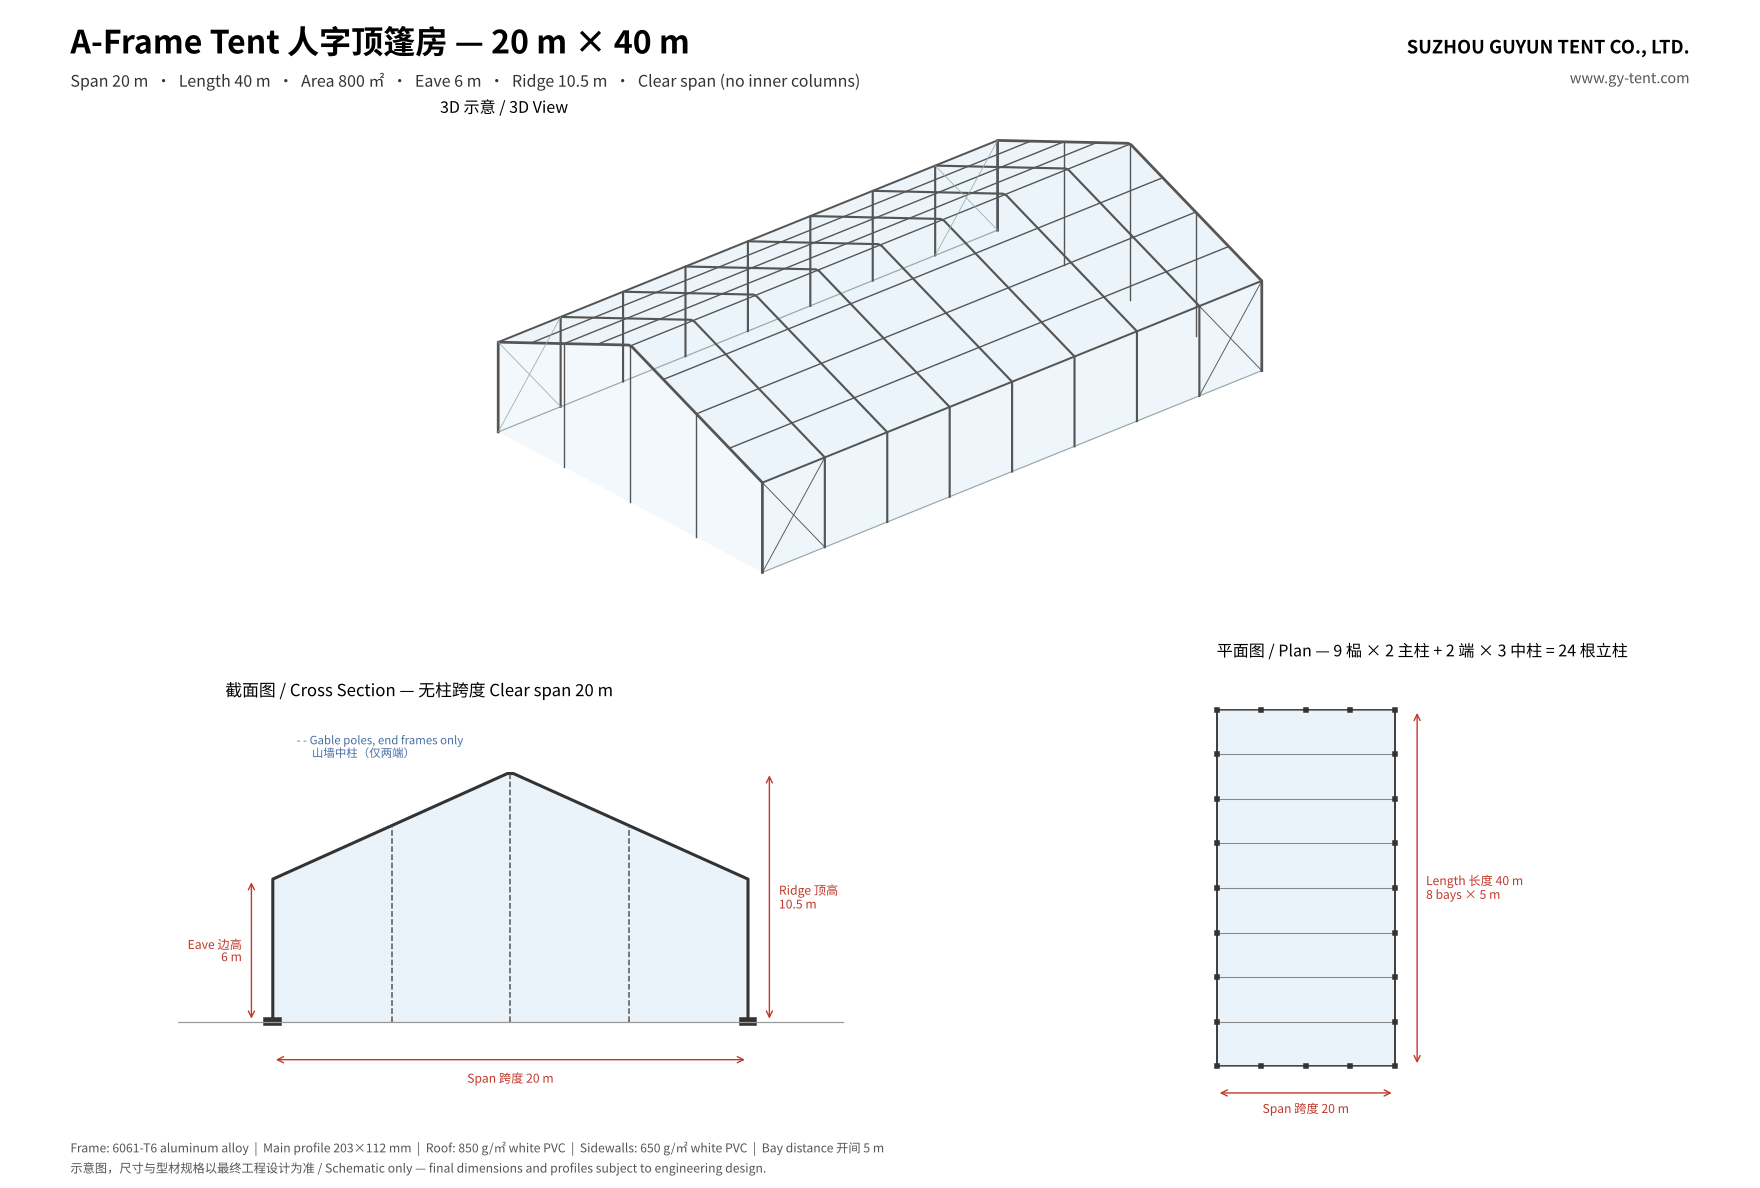 A-Frame Tent 人字顶篷房 — 20 m × 40 m
SUZHOU GUYUN TENT CO., LTD.
Span 20 m • Length 40 m • Area 800 ㎡ • Eave 6 m • Ridge 10.5 m • Clear span (no inner columns)
www.gy-tent.com
3D 示意 / 3D View
平面图 / Plan — 9 榀 × 2 主柱 + 2 端 × 3 中柱 = 24 根立柱
截面图 / Cross Section — 无柱跨度 Clear span 20 m
- - Gable poles, end frames only
山墙中柱（仅两端）
Ridge 顶高
10.5 m
Eave 边高
6 m
Span 跨度 20 m
Length 长度 40 m
8 bays × 5 m
Span 跨度 20 m
Frame: 6061-T6 aluminum alloy | Main profile 203×112 mm | Roof: 850 g/㎡ white PVC | Sidewalls: 650 g/㎡ white PVC | Bay distance 开间 5 m
示意图，尺寸与型材规格以最终工程设计为准 / Schematic only — final dimensions and profiles subject to engineering design.